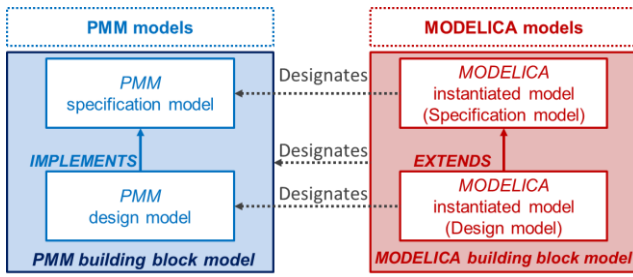 PMM models
MODELICA models
PMM
specification model
Designates
MODELICA
instantiated model
(Specification model)
IMPLEMENTS
Designates
EXTENDS
PMM
design model
Designates
MODELICA
instantiated model
(Design model)
PMM building block model
MODELICA building block model